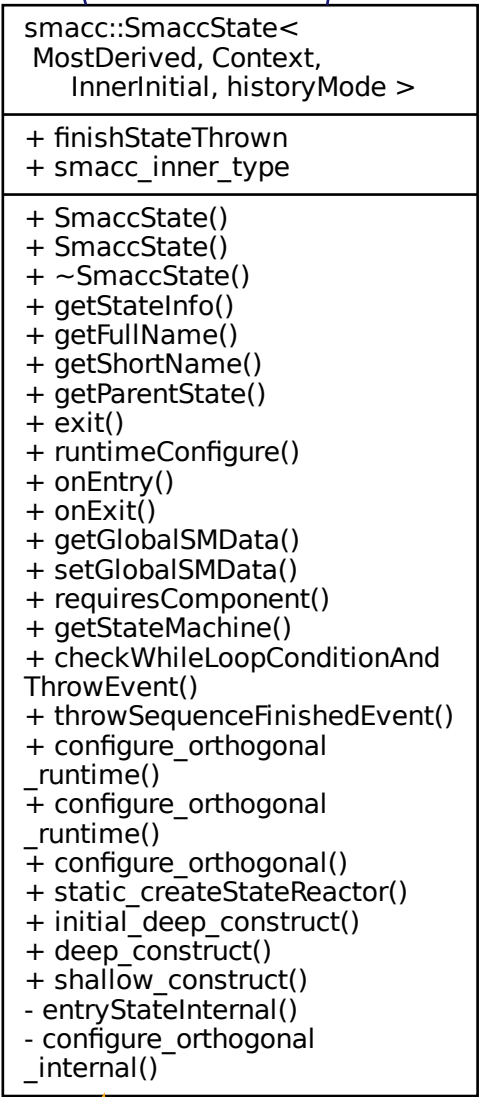 smacc::SmaccState<
MostDerived, Context,
InnerInitial, historyMode >
+ finishStateThrown
+ smacc_inner_type
+ SmaccState()
+ SmaccState()
+ ~SmaccState()
+ getStateInfo()
+ getFullName()
+ getShortName()
+ getParentState()
+ exit()
+ runtimeConfigure()
+ onEntry()
+ onExit()
+ getGlobalSMData()
+ setGlobalSMData()
+ requiresComponent()
+ getStateMachine()
+ checkWhileLoopConditionAnd
ThrowEvent()
+ throwSequenceFinishedEvent()
+ configure_orthogonal
_runtime()
+ configure_orthogonal
_runtime()
+ configure_orthogonal()
+ static_createStateReactor()
+ initial_deep_construct()
+ deep_construct()
+ shallow_construct()
- entryStateInternal()
- configure_orthogonal
_internal()